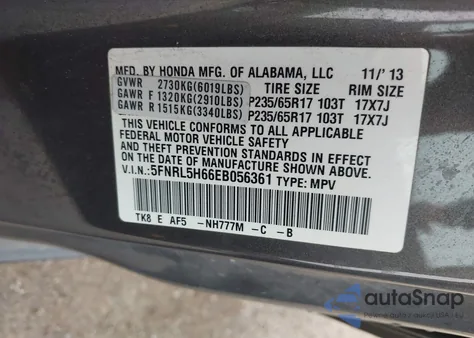 MFD. BY HONDA MFG. OF ALABAMA, LLC 11/'13
GVWR 2730KG(6019LBS) TIRE SIZE RIM SIZE
GAWR F 1320KG(2910LBS) P235/65R17 103T 17X7J
GAWR R 1515KG(3340LBS) P235/65R17 103T 17X7J
THIS VEHICLE CONFORMS TO ALL APPLICABLE
FEDERAL MOTOR VEHICLE SAFETY AND
THEFT PREVENTION STANDARDS IN EFFECT ON
THE DATE OF MANUFACTURE SHOWN ABOVE.
V.I.N.: 5FNRL5H66EB056361 TYPE: MPV
TK8 E AF5 -NH777M -C -B
autoSnap